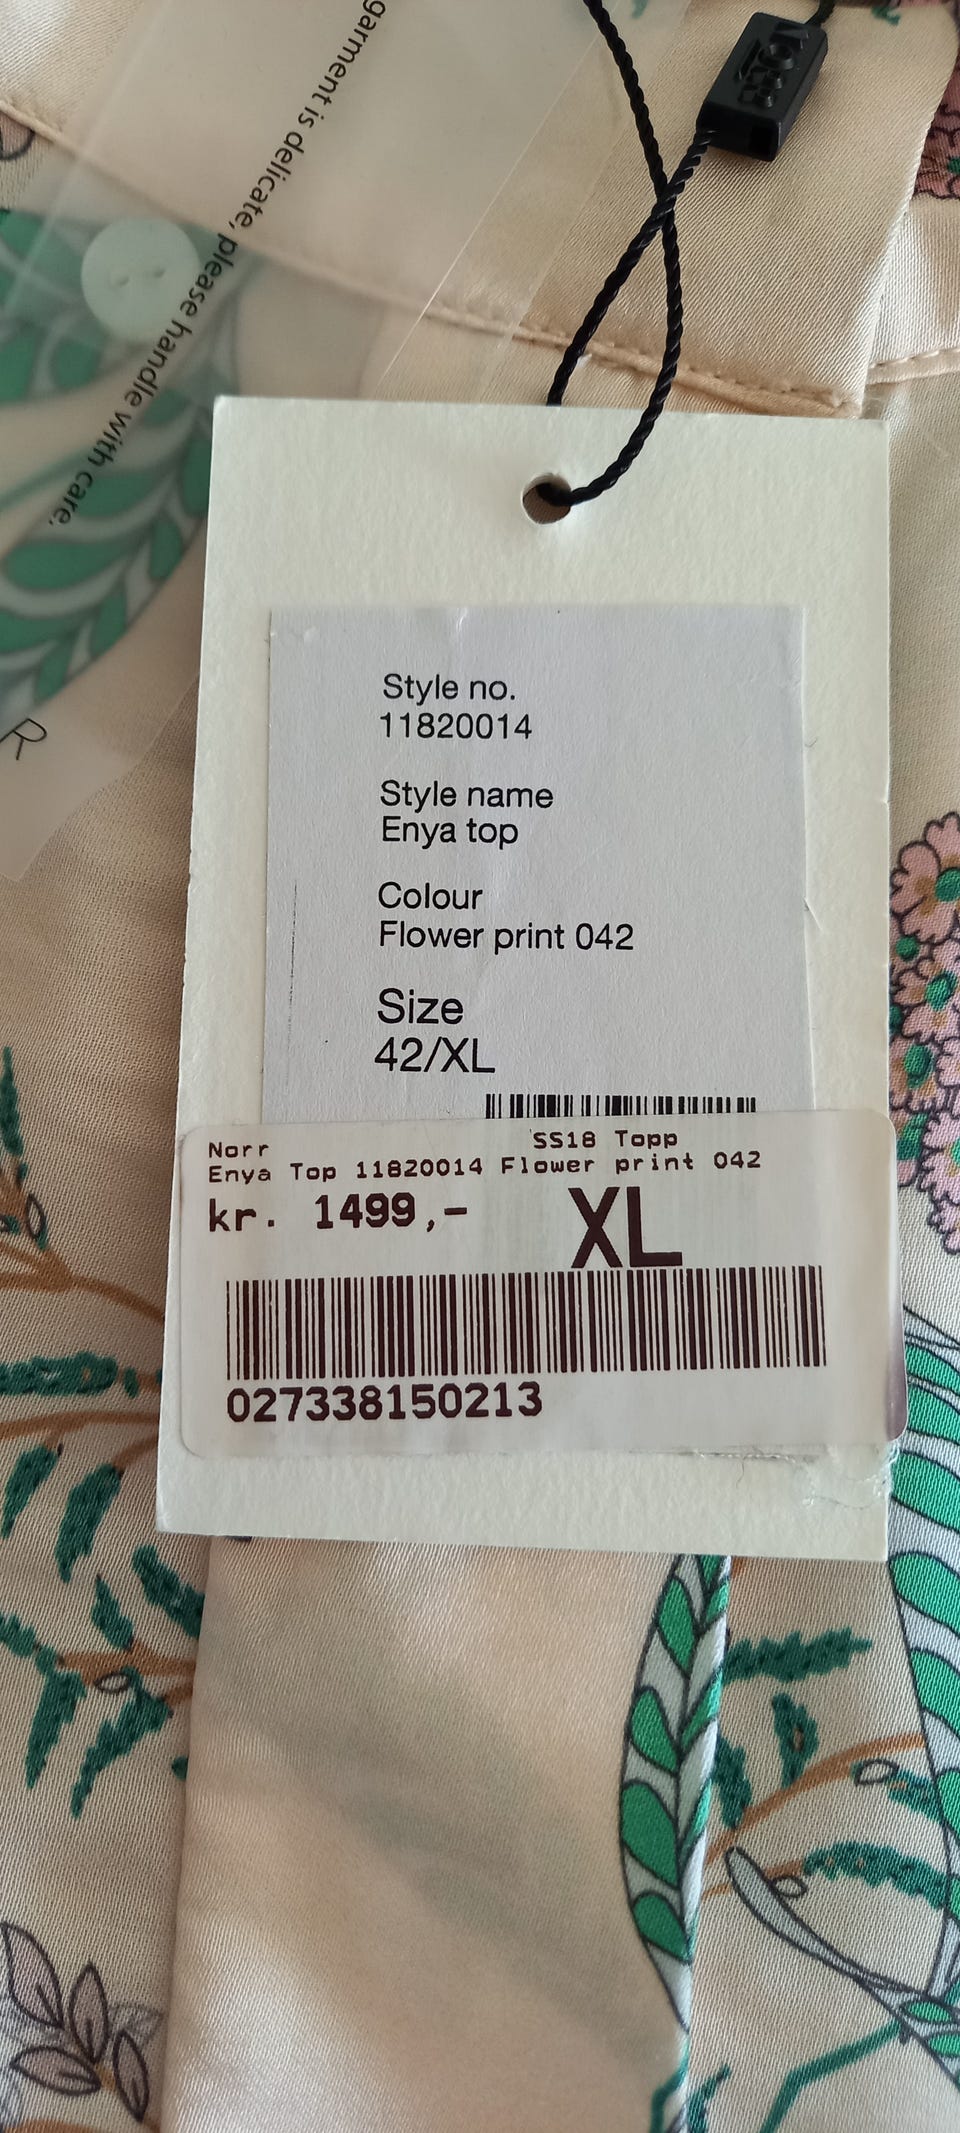 garment is delicate, please handle with care.
R
Style no.
11820014
Style name
Enya top
Colour
Flower print 042
Size
42/XL
Norr SS18 Topp
Enya Top 11820014 Flower print 042
kr. 1499,- XL
027338150213